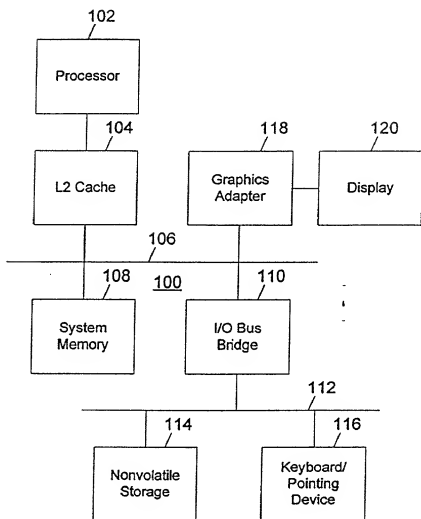 102
Processor
104
L2 Cache
118
Graphics
Adapter
120
Display
106
108
System
Memory
100
110
I/O Bus
Bridge
112
114
Nonvolatile
Storage
116
Keyboard/
Pointing
Device